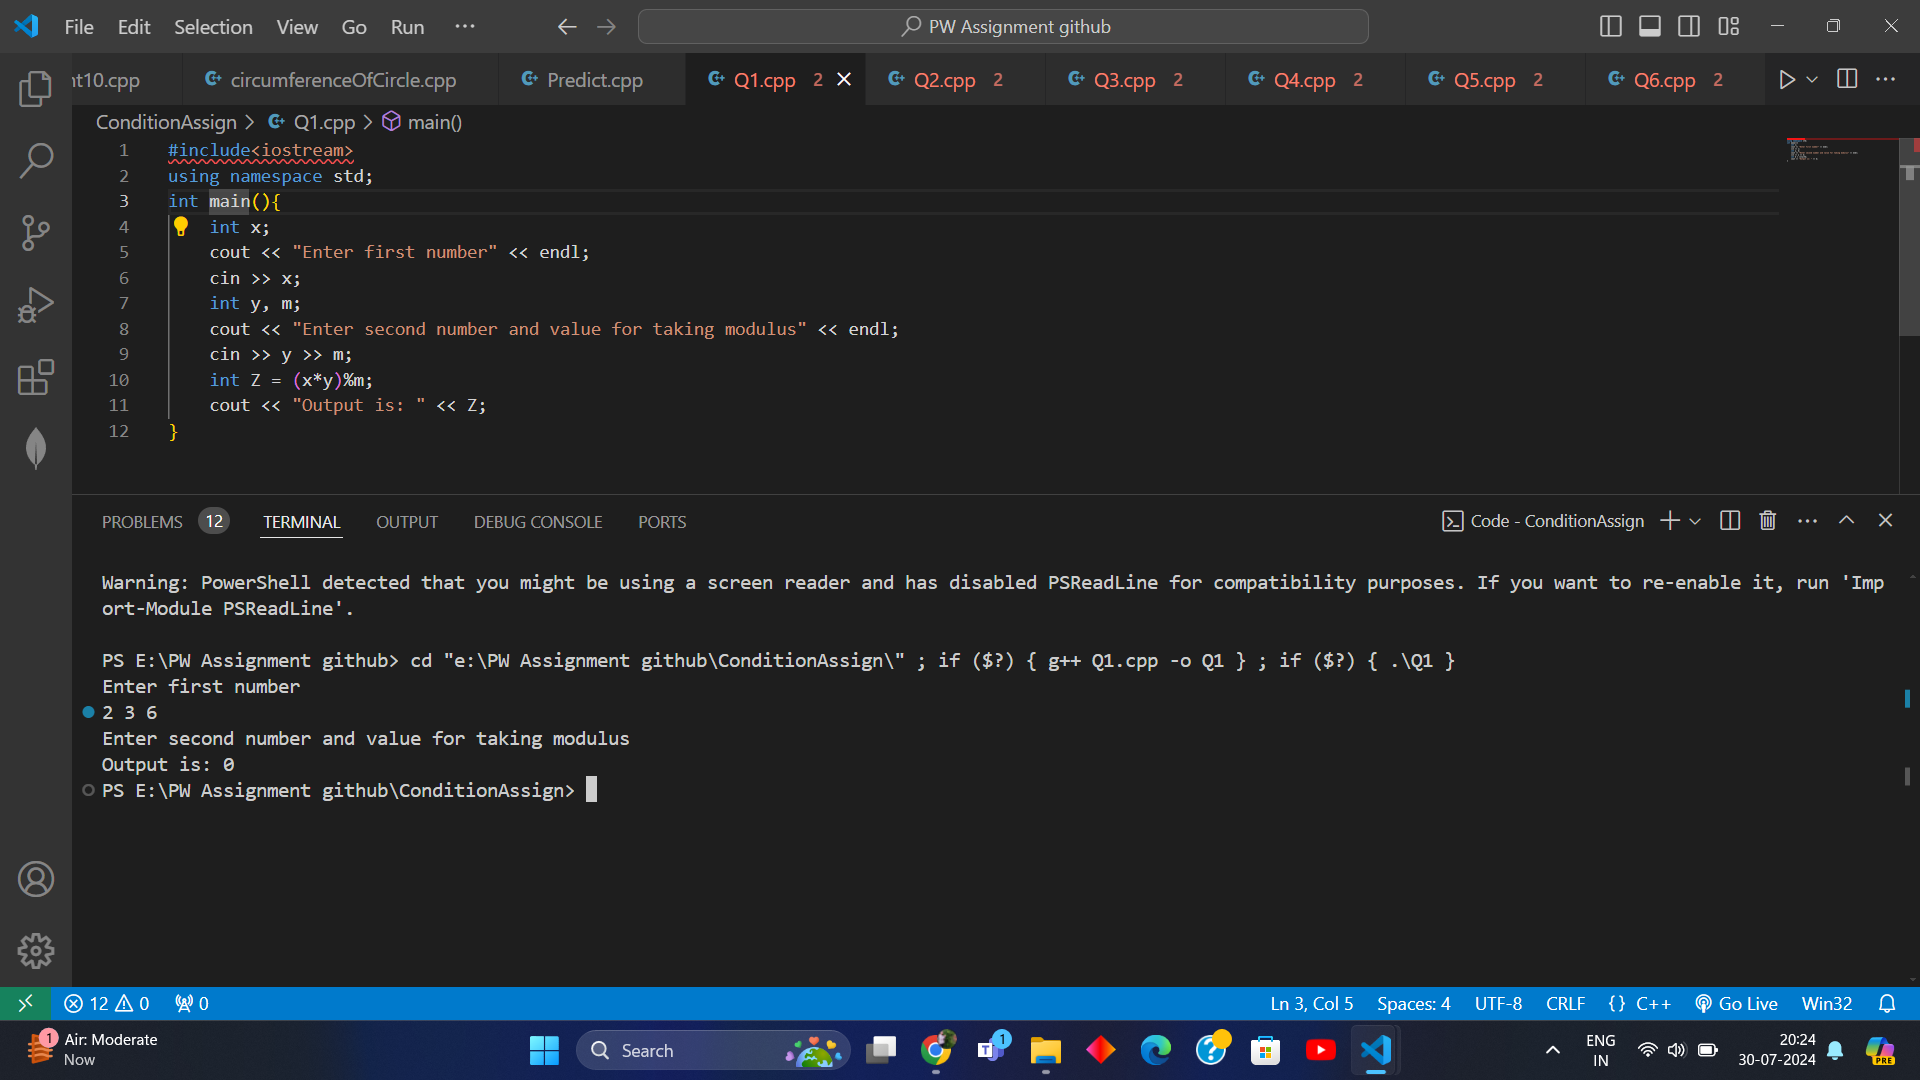 File Edit Selection View Go Run ···
PW Assignment github
nt10.cpp circumferenceOfCircle.cpp Predict.cpp Q1.cpp 2 Q2.cpp 2 Q3.cpp 2 Q4.cpp 2 Q5.cpp 2 Q6.cpp 2
ConditionAssign > Q1.cpp > main()
1 #include<iostream>
2 using namespace std;
3 int main(){
4 int x;
5 cout << "Enter first number" << endl;
6 cin >> x;
7 int y, m;
8 cout << "Enter second number and value for taking modulus" << endl;
9 cin >> y >> m;
10 int Z = (x*y)%m;
11 cout << "Output is: " << Z;
12 }
PROBLEMS 12 TERMINAL OUTPUT DEBUG CONSOLE PORTS
Code - ConditionAssign
Warning: PowerShell detected that you might be using a screen reader and has disabled PSReadLine for compatibility purposes. If you want to re-enable it, run 'Imp
ort-Module PSReadLine'.
PS E:\PW Assignment github> cd "e:\PW Assignment github\ConditionAssign\" ; if ($?) { g++ Q1.cpp -o Q1 } ; if ($?) { .\Q1 }
Enter first number
2 3 6
Enter second number and value for taking modulus
Output is: 0
PS E:\PW Assignment github\ConditionAssign>
12 0 0
Ln 3, Col 5 Spaces: 4 UTF-8 CRLF {} C++ Go Live Win32
1 Air: Moderate
Now
Search
1
PRE
ENG
IN
20:24
30-07-2024